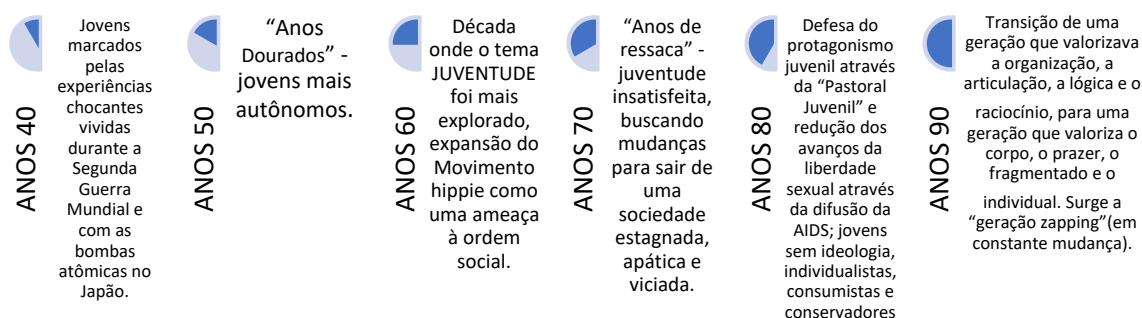 ANOS 40
Jovens
marcados
pelas
experiências
chocantes
vividas
durante a
Segunda
Guerra
Mundial e
com as
bombas
atômicas no
Japão.
ANOS 50
“Anos
Dourados” -
jovens mais
autônomos.
ANOS 60
Década
onde o tema
JUVENTUDE
foi mais
explorado,
expansão do
Movimento
hippie como
uma ameaça
à ordem
social.
ANOS 70
“Anos de
ressaca” -
juventude
insatisfeita,
buscando
mudanças
para sair de
uma
sociedade
estagnada,
apática e
viciada.
ANOS 80
Defesa do
protagonismo
juvenil através
da “Pastoral
Juvenil” e
redução dos
avanços da
liberdade
sexual através
da difusão da
AIDS; jovens
sem ideologia,
individualistas,
consumistas e
conservadores
ANOS 90
Transição de uma
geração que valorizava
a organização, a
articulação, a lógica e o
raciocínio, para uma
geração que valoriza o
corpo, o prazer, o
fragmentado e o
individual. Surge a
“geração zapping”(em
constante mudança).